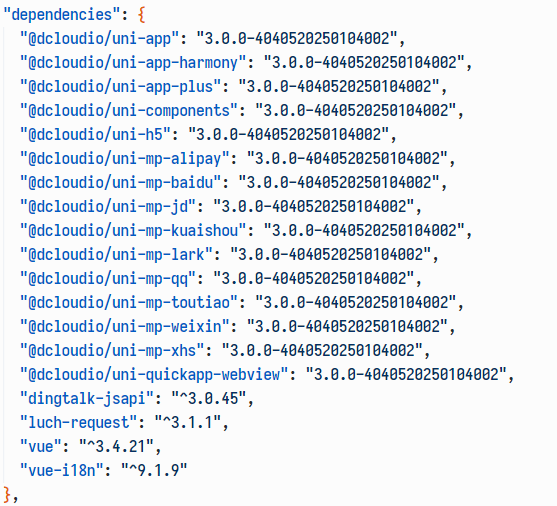 "dependencies": {
"@dcloudio/uni-app": "3.0.0-4040520250104002",
"@dcloudio/uni-app-harmony": "3.0.0-4040520250104002",
"@dcloudio/uni-app-plus": "3.0.0-4040520250104002",
"@dcloudio/uni-components": "3.0.0-4040520250104002",
"@dcloudio/uni-h5": "3.0.0-4040520250104002",
"@dcloudio/uni-mp-alipay": "3.0.0-4040520250104002",
"@dcloudio/uni-mp-baidu": "3.0.0-4040520250104002",
"@dcloudio/uni-mp-jd": "3.0.0-4040520250104002",
"@dcloudio/uni-mp-kuaishou": "3.0.0-4040520250104002",
"@dcloudio/uni-mp-lark": "3.0.0-4040520250104002",
"@dcloudio/uni-mp-qq": "3.0.0-4040520250104002",
"@dcloudio/uni-mp-toutiao": "3.0.0-4040520250104002",
"@dcloudio/uni-mp-weixin": "3.0.0-4040520250104002",
"@dcloudio/uni-mp-xhs": "3.0.0-4040520250104002",
"@dcloudio/uni-quickapp-webview": "3.0.0-4040520250104002",
"dingtalk-jsapi": "^3.0.45",
"luch-request": "^3.1.1",
"vue": "^3.4.21",
"vue-i18n": "^9.1.9"
},